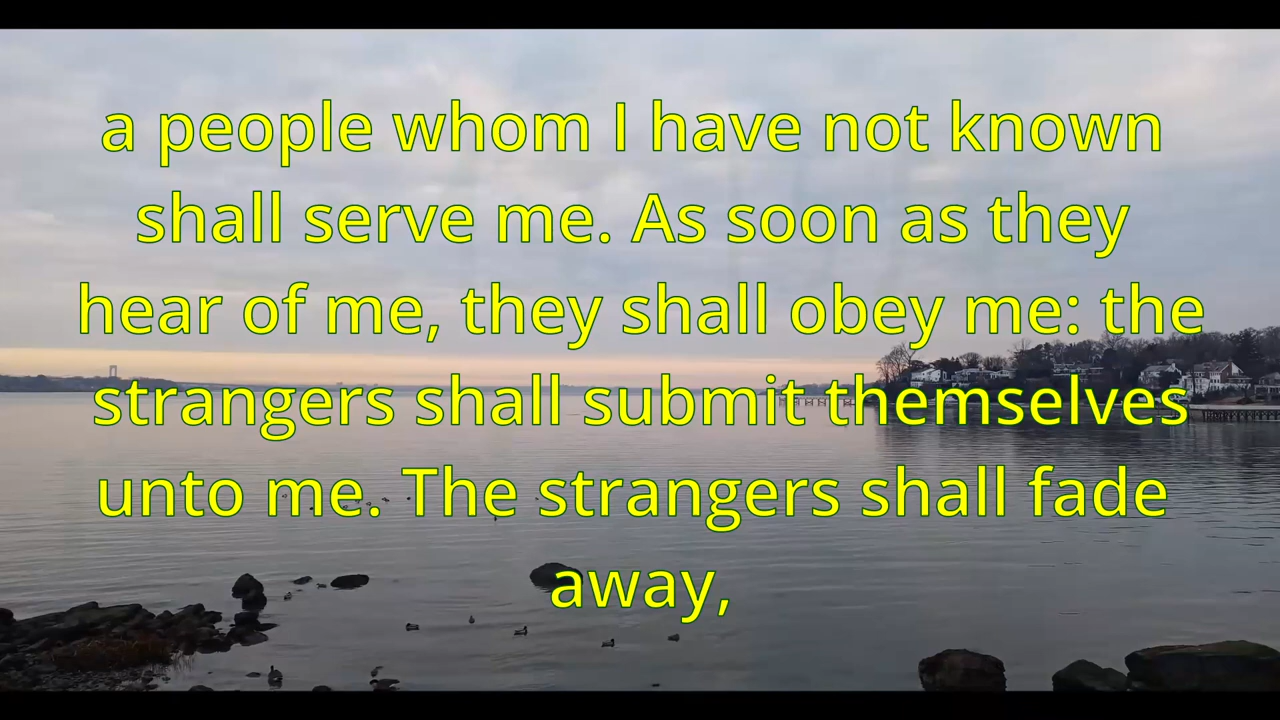 a people whom I have not known
shall serve me. As soon as they
hear of me, they shall obey me: the
strangers shall submit themselves
unto me. The strangers shall fade
away,